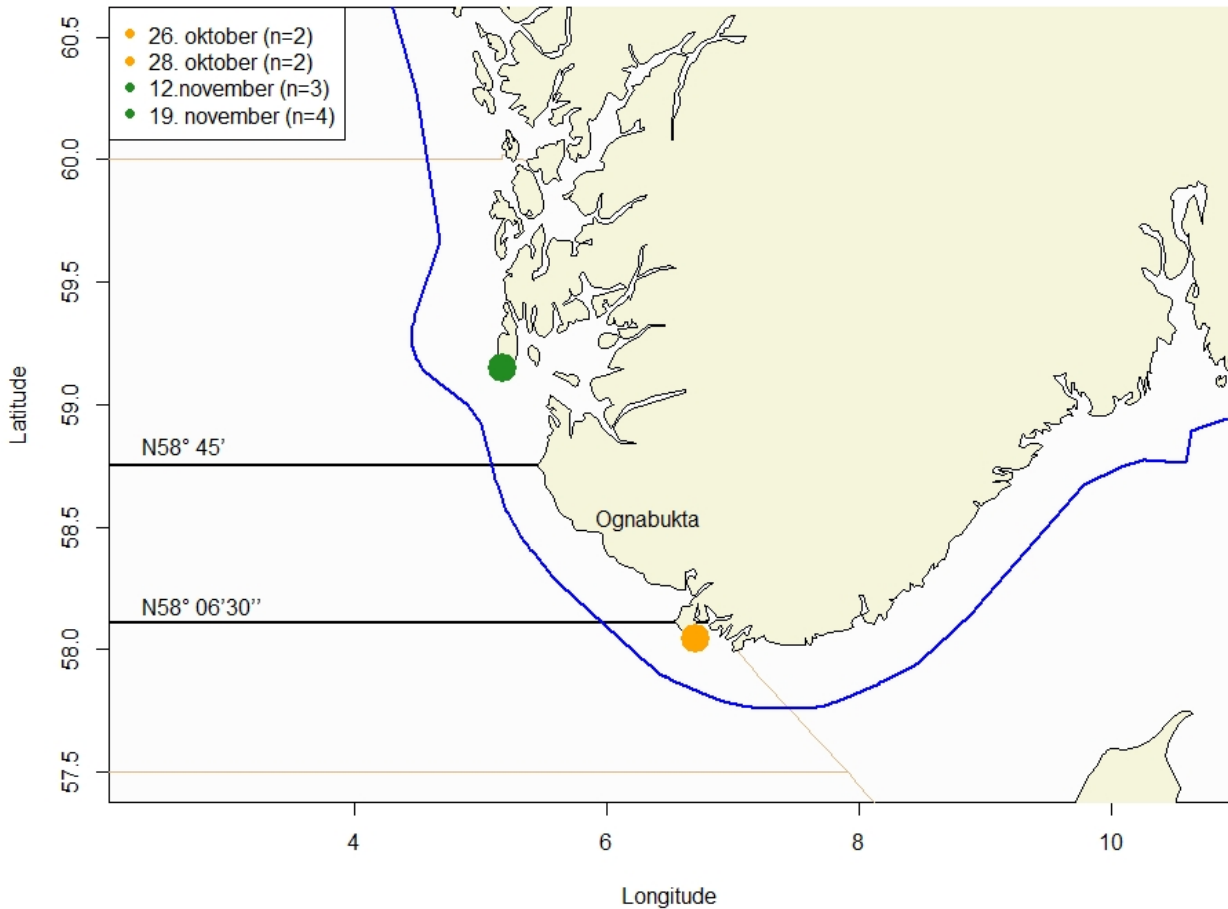 26. oktober (n=2)
28. oktober (n=2)
12.november (n=3)
19. november (n=4)
60.5
60.0
59.5
59.0
58.5
58.0
57.5
Latitude
N58° 45’
Ognabukta
N58° 06’30’’
4 6 8 10
Longitude